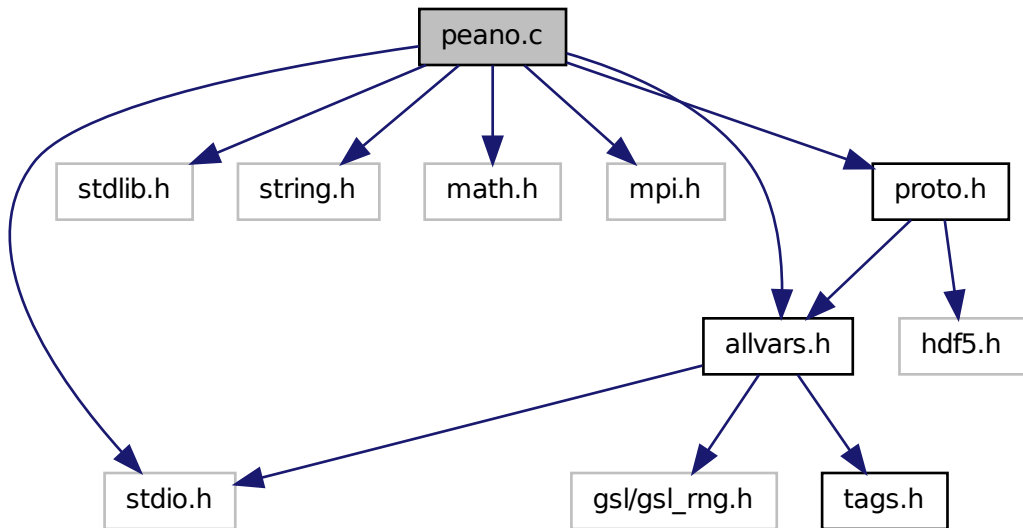 peano.c
stdlib.h
string.h
math.h
mpi.h
proto.h
allvars.h
hdf5.h
stdio.h
gsl/gsl_rng.h
tags.h